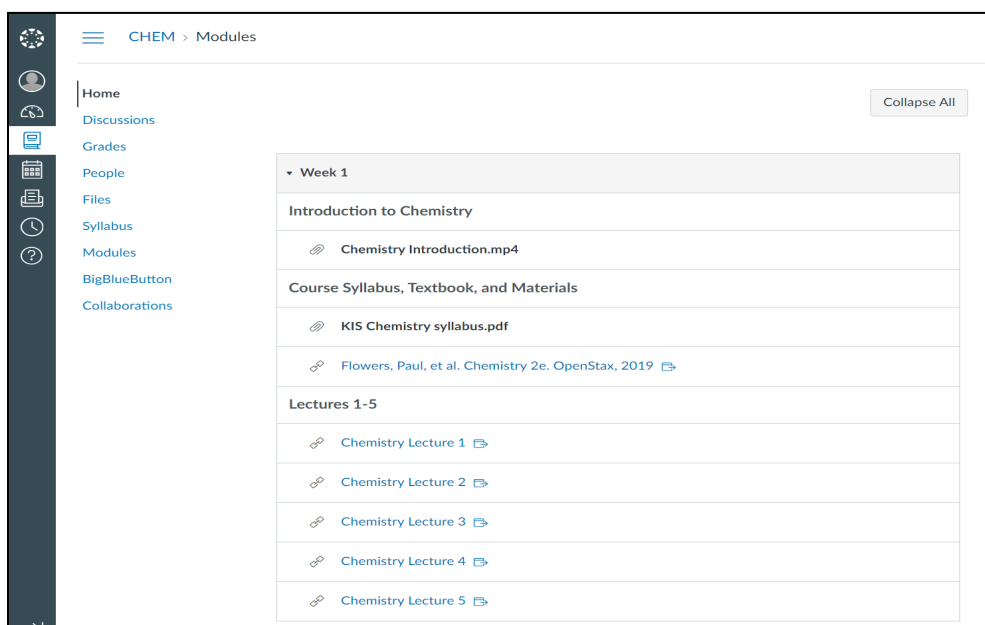 CHEM > Modules
Home
Discussions
Grades
People
Files
Syllabus
Modules
BigBlueButton
Collaborations
Collapse All
Week 1
Introduction to Chemistry
Chemistry Introduction.mp4
Course Syllabus, Textbook, and Materials
KIS Chemistry syllabus.pdf
Flowers, Paul, et al. Chemistry 2e. OpenStax, 2019
Lectures 1-5
Chemistry Lecture 1
Chemistry Lecture 2
Chemistry Lecture 3
Chemistry Lecture 4
Chemistry Lecture 5